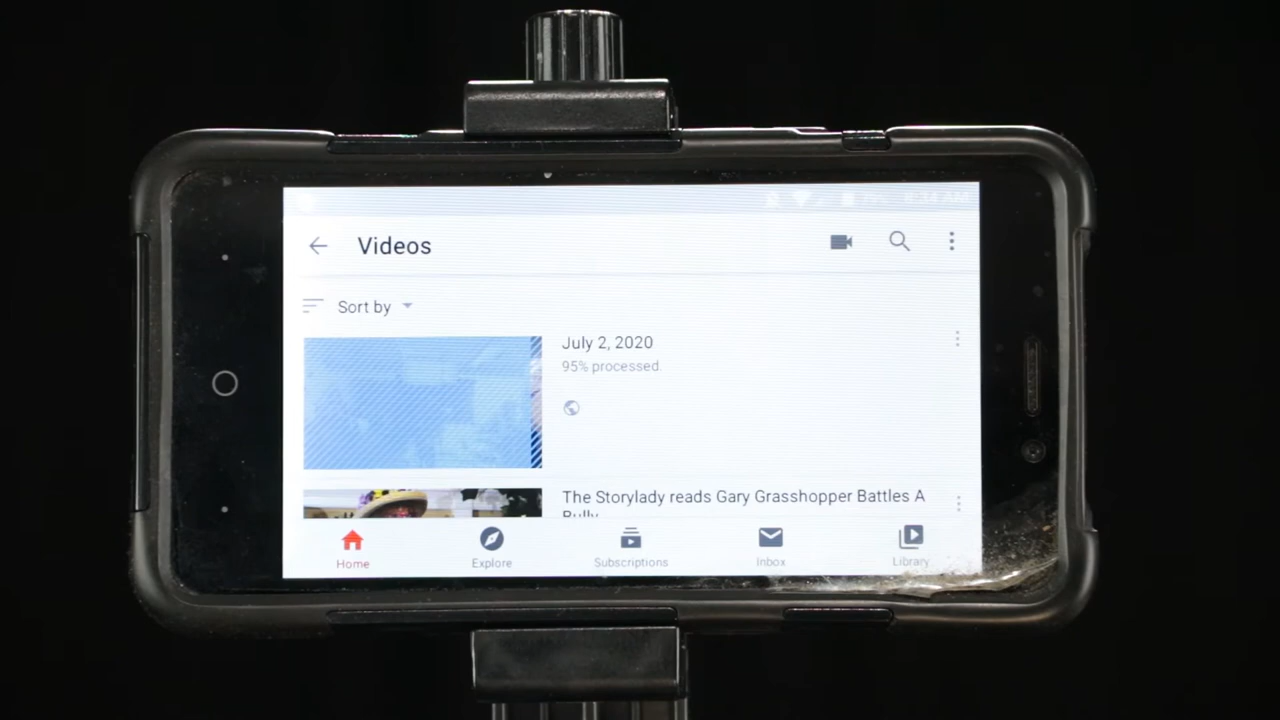 Videos
Sort by
July 2, 2020
95% processed.
The Storylady reads Gary Grasshopper Battles A
Bully
Home
Explore
Subscriptions
Inbox
Library